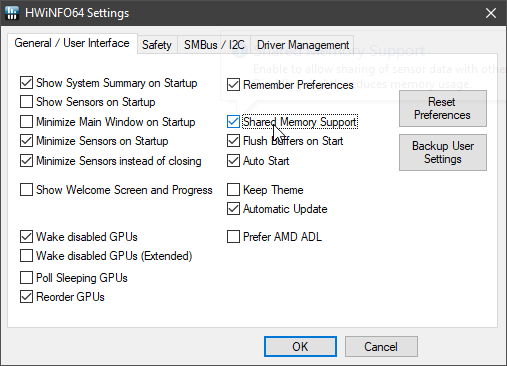 HWiNFO64 Settings
General / User Interface
Safety
SMBus / I2C
Driver Management
Memory Support
Enable to allow sharing of sensor data with othe
uces memory usage.
Show System Summary on Startup
Show Sensors on Startup
Minimize Main Window on Startup
Minimize Sensors on Startup
Minimize Sensors instead of closing
Show Welcome Screen and Progress
Wake disabled GPUs
Wake disabled GPUs (Extended)
Poll Sleeping GPUs
Reorder GPUs
Remember Preferences
Shared Memory Support
Flush Buffers on Start
Auto Start
Keep Theme
Automatic Update
Prefer AMD ADL
Reset
Preferences
Backup User
Settings
OK
Cancel